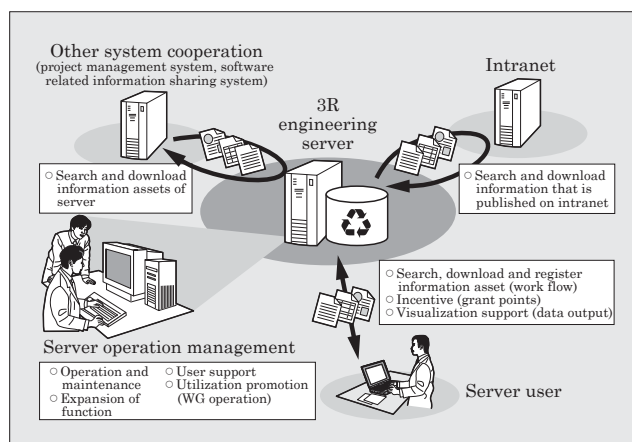 Other system cooperation
(project management system, software
related information sharing system)
Intranet
3R
engineering
server
○ Search and download
information assets of
server
○ Search and download
information that is
published on intranet
○ Search, download and register
information asset (work flow)
○ Incentive (grant points)
○ Visualization support (data output)
Server operation management
○ Operation and
maintenance
○ Expansion of
function
○ User support
○ Utilization promotion
(WG operation)
Server user